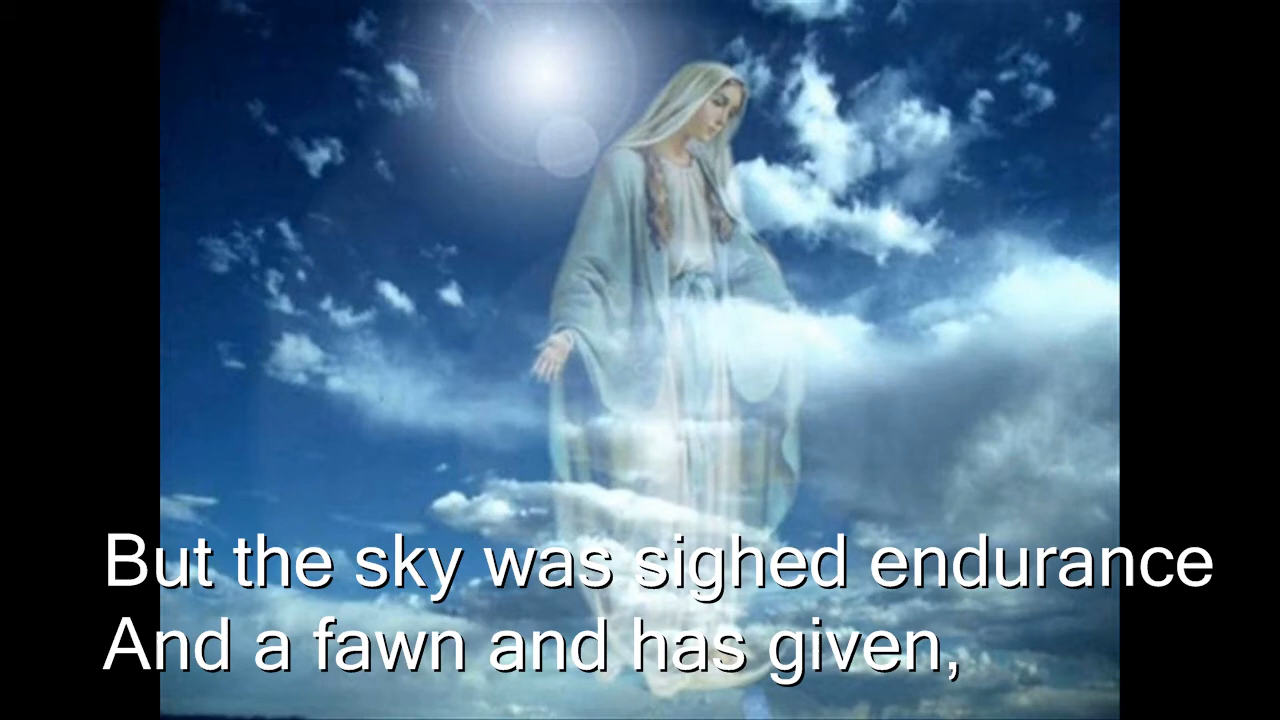 But the sky was sighed endurance
And a fawn and has given,